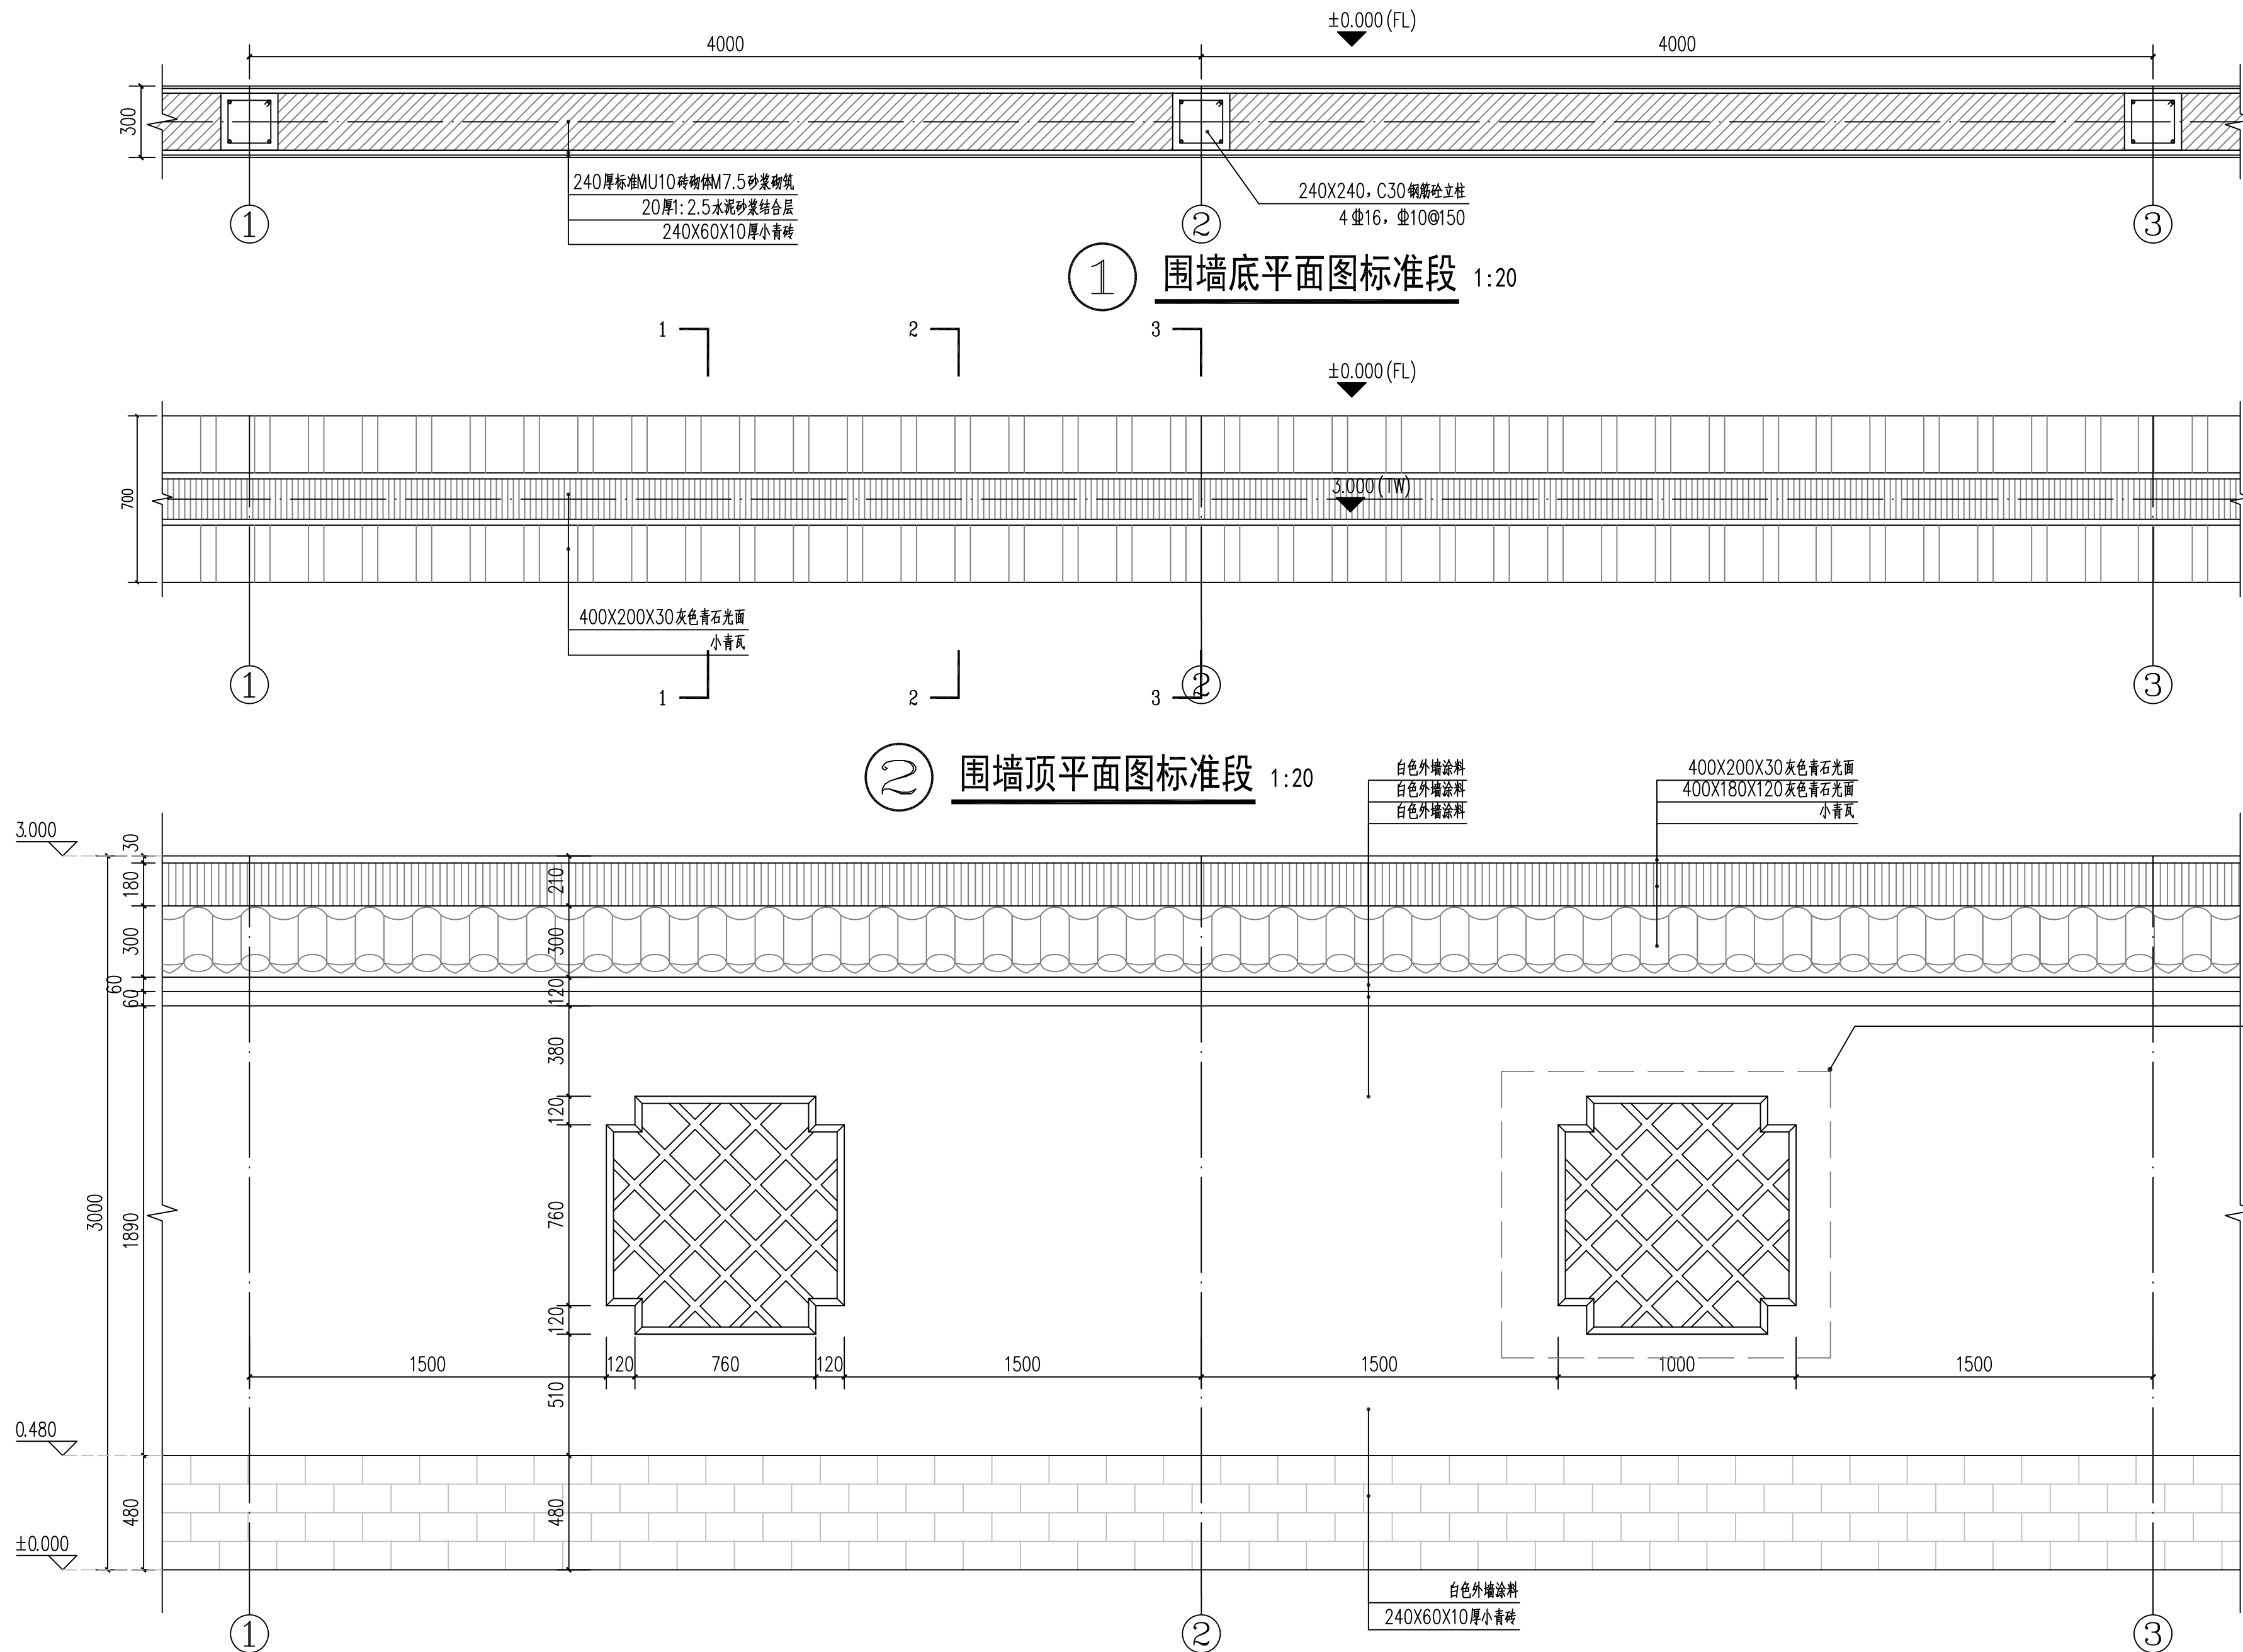 ±0.000(FL)
4000
4000
300
240厚标准MU10砖砌体M7.5砂浆砌筑
20厚1:2.5水泥砂浆结合层
240X60X10厚小青砖
240X240，C30钢筋砼立柱
4⌽16，⌽10@150
1
2
3
1 围墙底平面图标准段 1:20
1
2
3
±0.000(FL)
700
3.000(TW)
400X200X30灰色青石光面
小青瓦
1
2
3
1
2
3
2 围墙顶平面图标准段 1:20
白色外墙涂料
白色外墙涂料
白色外墙涂料
400X200X30灰色青石光面
400X180X120灰色青石光面
小青瓦
3.000
30
180
210
300
300
60
60
120
380
120
3000
1890
760
120
1500
120
760
120
1500
1500
1000
1500
510
0.480
480
480
±0.000
白色外墙涂料
240X60X10厚小青砖
1
2
3